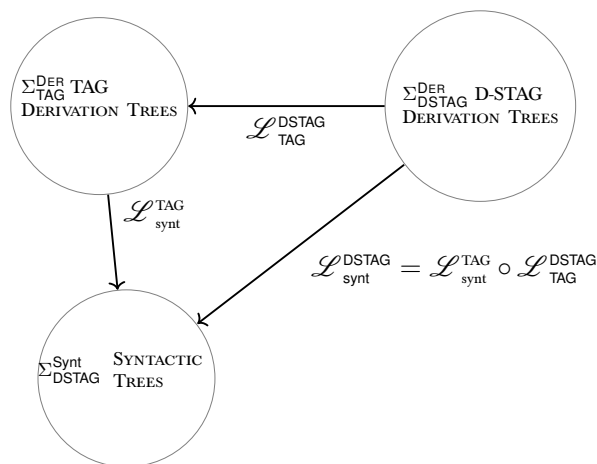 Σ^DER_TAG TAG
DERIVATION TREES
Σ^DER_DSTAG D-STAG
DERIVATION TREES
ℒ^DSTAG_TAG
ℒ^TAG_synt
ℒ^DSTAG_synt = ℒ^TAG_synt ∘ ℒ^DSTAG_TAG
Σ^Synt_DSTAG SYNTACTIC
TREES